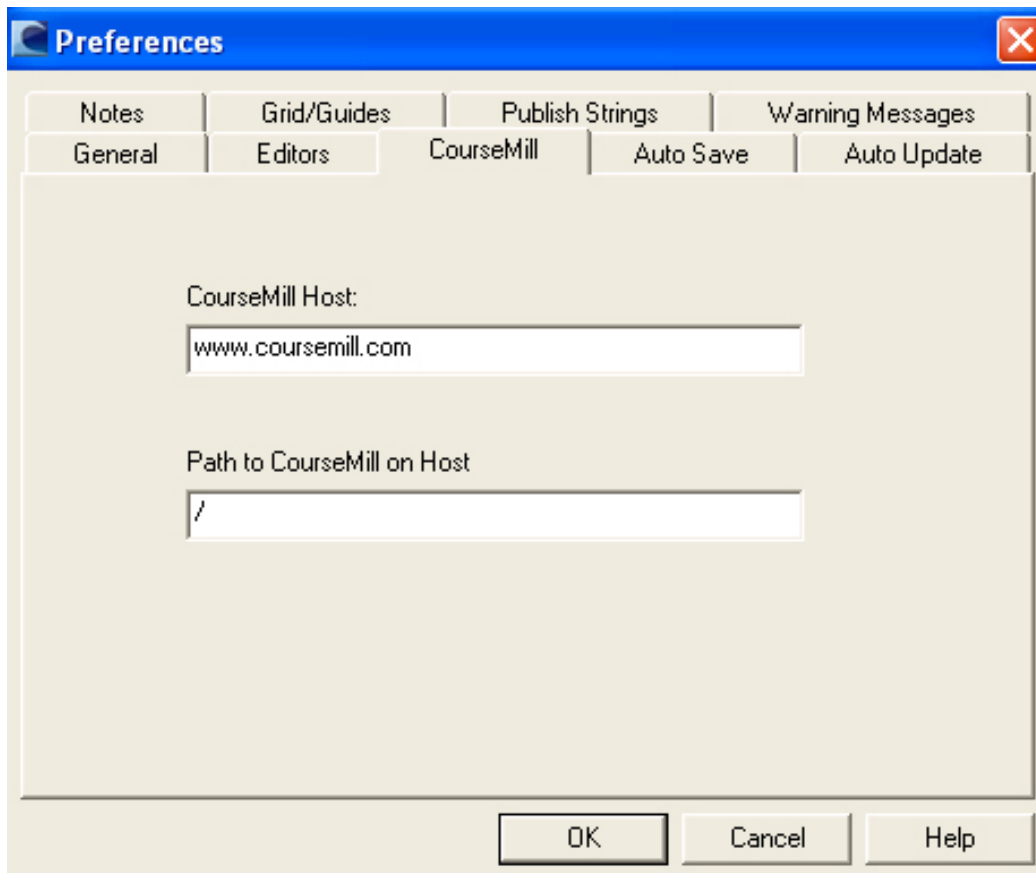 Preferences
Notes Grid/Guides Publish Strings Warning Messages
General Editors CourseMill Auto Save Auto Update
CourseMill Host:
www.coursemill.com
Path to CourseMill on Host
/
OK Cancel Help